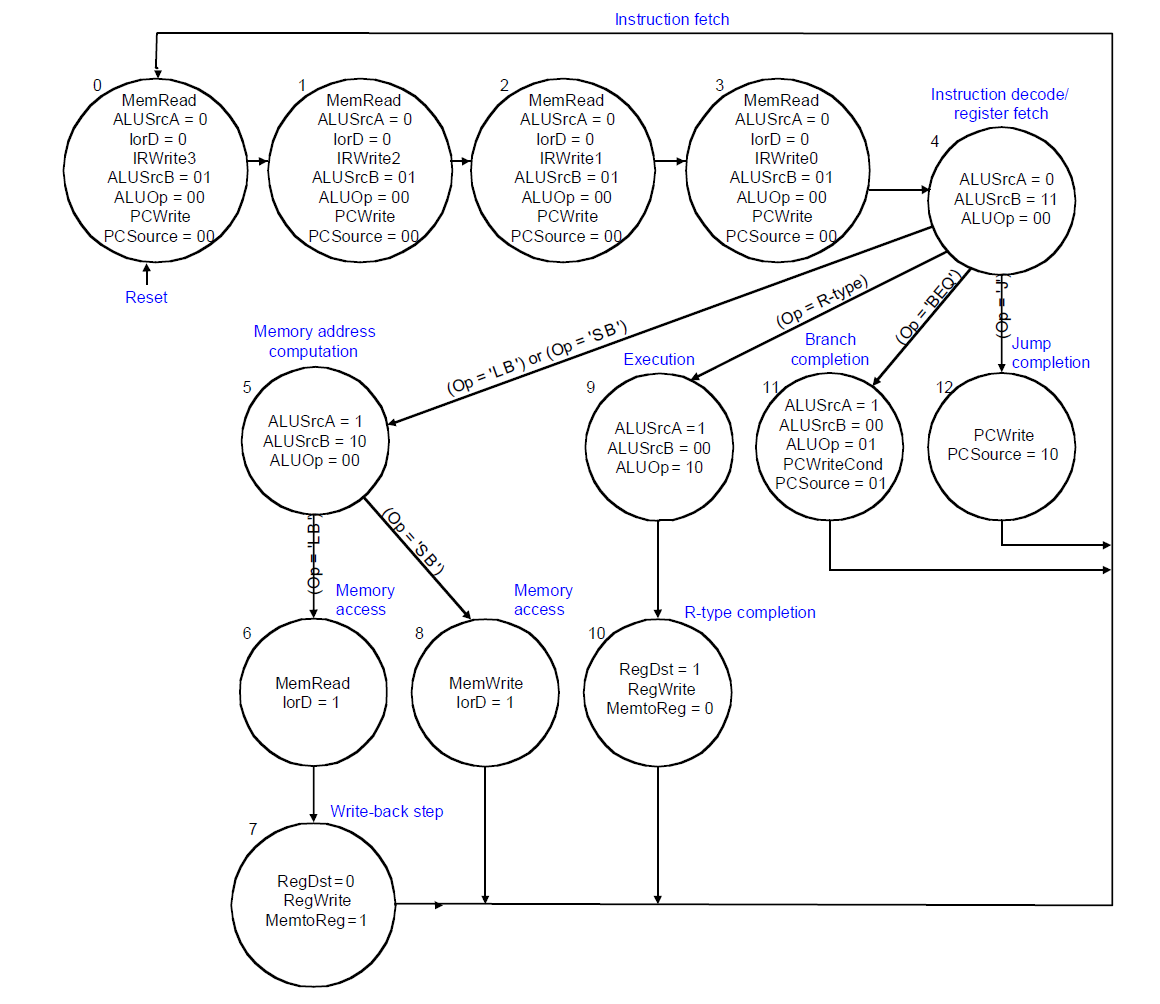 Instruction fetch
0
MemRead
ALUSrcA = 0
IorD = 0
IRWrite3
ALUSrcB = 01
ALUOp = 00
PCWrite
PCSource = 00
Reset
1
MemRead
ALUSrcA = 0
IorD = 0
IRWrite2
ALUSrcB = 01
ALUOp = 00
PCWrite
PCSource = 00
2
MemRead
ALUSrcA = 0
IorD = 0
IRWrite1
ALUSrcB = 01
ALUOp = 00
PCWrite
PCSource = 00
3
MemRead
ALUSrcA = 0
IorD = 0
IRWrite0
ALUSrcB = 01
ALUOp = 00
PCWrite
PCSource = 00
Instruction decode/
register fetch
4
ALUSrcA = 0
ALUSrcB = 11
ALUOp = 00
(Op = 'LB') or (Op = 'SB')
(Op = R-type)
(Op = 'BEQ')
(Op = 'J')
Memory address
computation
5
ALUSrcA = 1
ALUSrcB = 10
ALUOp = 00
Execution
9
ALUSrcA = 1
ALUSrcB = 00
ALUOp = 10
Branch
completion
11
ALUSrcA = 1
ALUSrcB = 00
ALUOp = 01
PCWriteCond
PCSource = 01
Jump
completion
12
PCWrite
PCSource = 10
(Op = 'LB')
(Op = 'SB')
Memory
access
6
MemRead
IorD = 1
Memory
access
8
MemWrite
IorD = 1
R-type completion
10
RegDst = 1
RegWrite
MemtoReg = 0
Write-back step
7
RegDst = 0
RegWrite
MemtoReg = 1